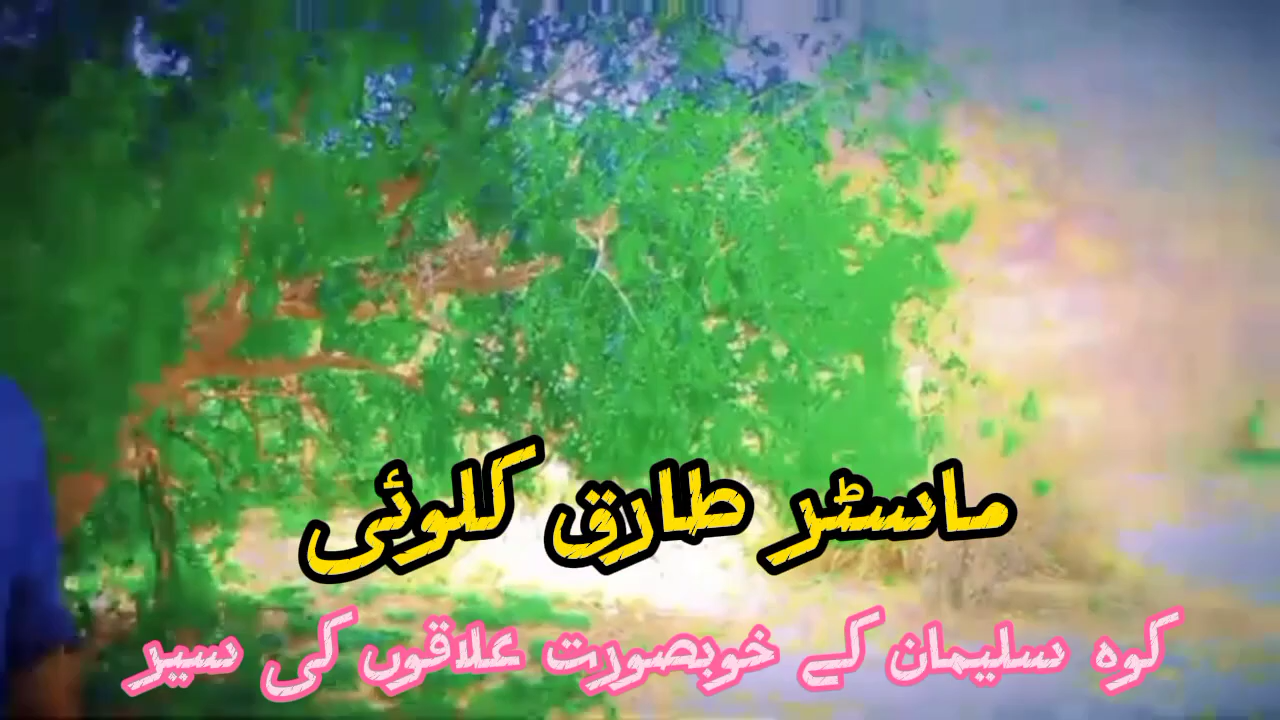 ماسٹر طارق کلوئی
کوہ سلیمان کے خوبصورت علاقوں کی سیر